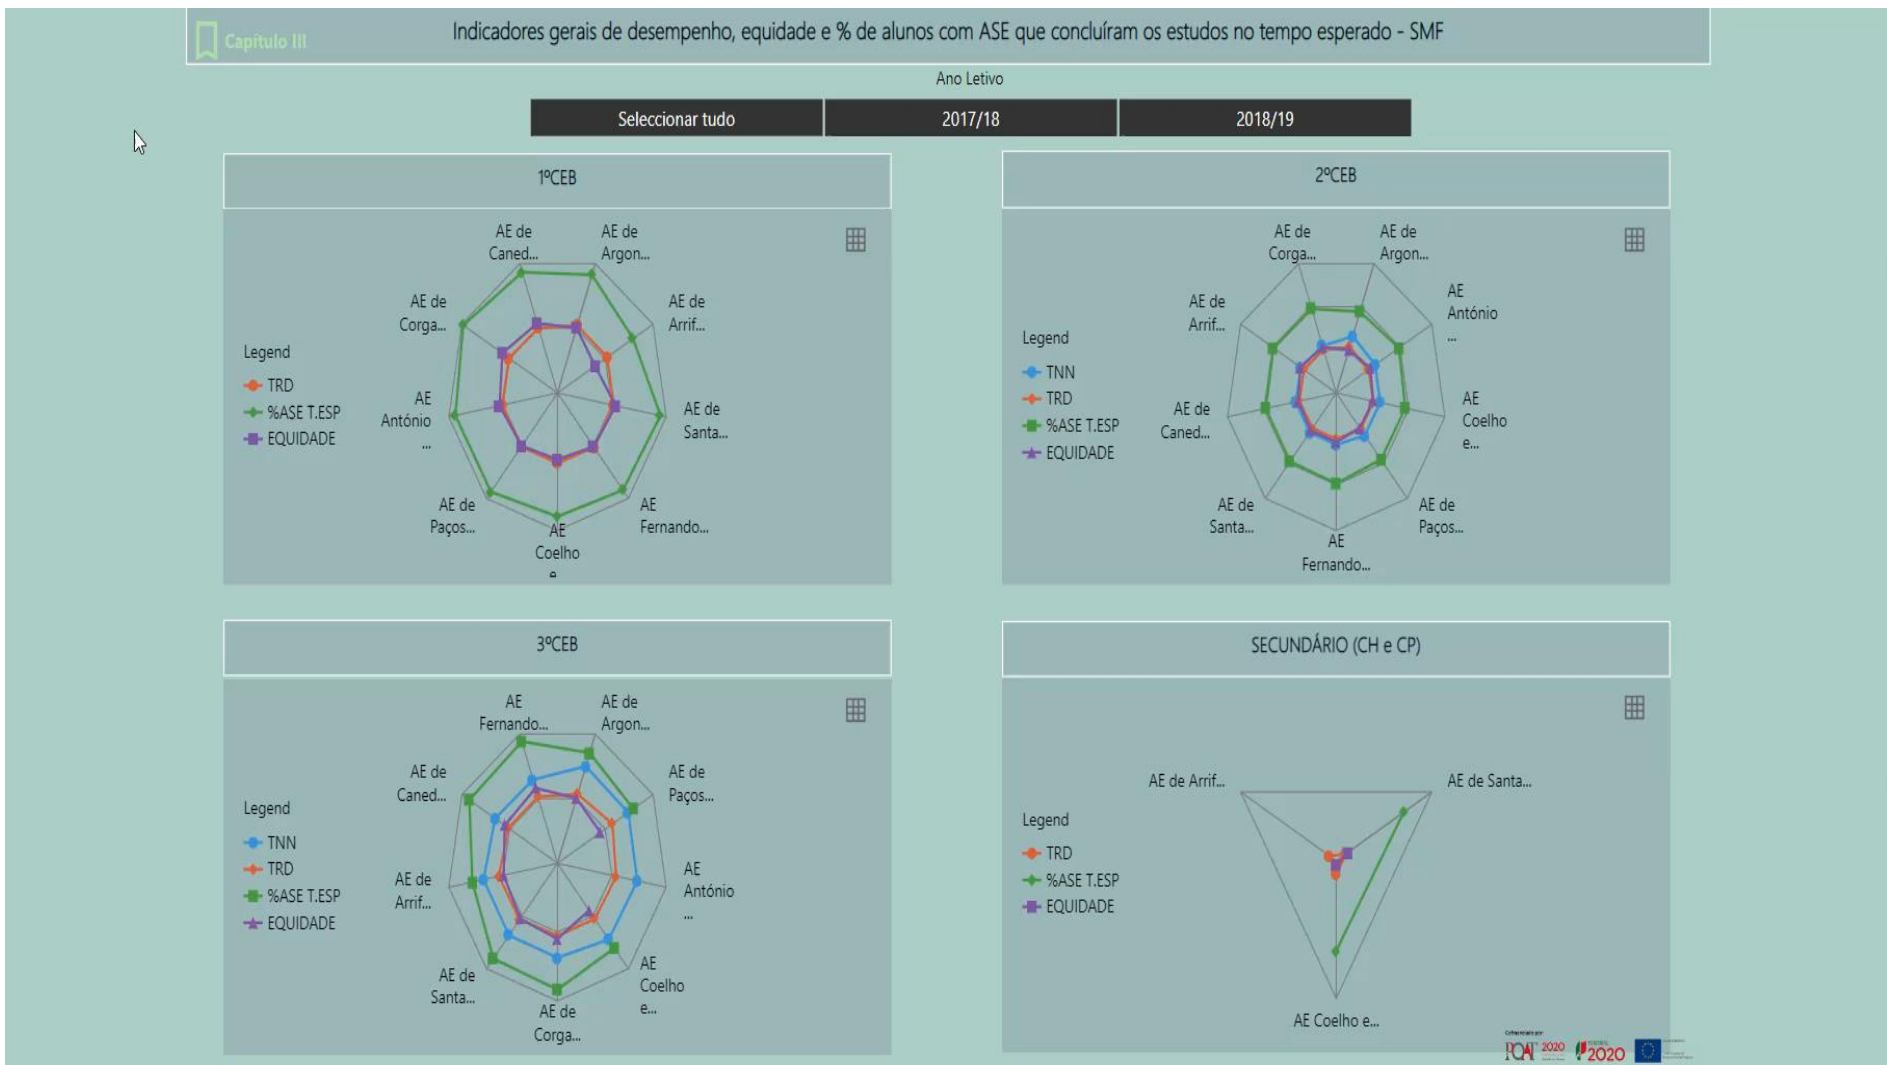 Capítulo III
Indicadores gerais de desempenho, equidade e % de alunos com ASE que concluíram os estudos no tempo esperado - SMF
Ano Letivo
Seleccionar tudo
2017/18
2018/19
1ºCEB
AE de
Caned...
AE de
Argon...
AE de
Corga...
AE de
Arrif...
Legend
TRD
%ASE T.ESP
EQUIDADE
AE
António
...
AE de
Santa...
AE de
Paços...
AE
Coelho
e
AE
Fernando...
2ºCEB
AE de
Corga...
AE de
Argon...
AE de
Arrif...
AE
António
...
Legend
TNN
TRD
%ASE T.ESP
EQUIDADE
AE de
Caned...
AE
Coelho
e...
AE de
Santa...
AE
Fernando...
AE de
Paços...
3ºCEB
AE
Fernando...
AE de
Argon...
AE de
Caned...
AE de
Paços...
Legend
TNN
TRD
%ASE T.ESP
EQUIDADE
AE de
Arrif...
AE
António
...
AE de
Santa...
AE de
Corga...
AE
Coelho
e...
SECUNDÁRIO (CH e CP)
AE de Arrif...
AE de Santa...
Legend
TRD
%ASE T.ESP
EQUIDADE
AE Coelho e...
Cofinanciado por:
POAT 2020
2020